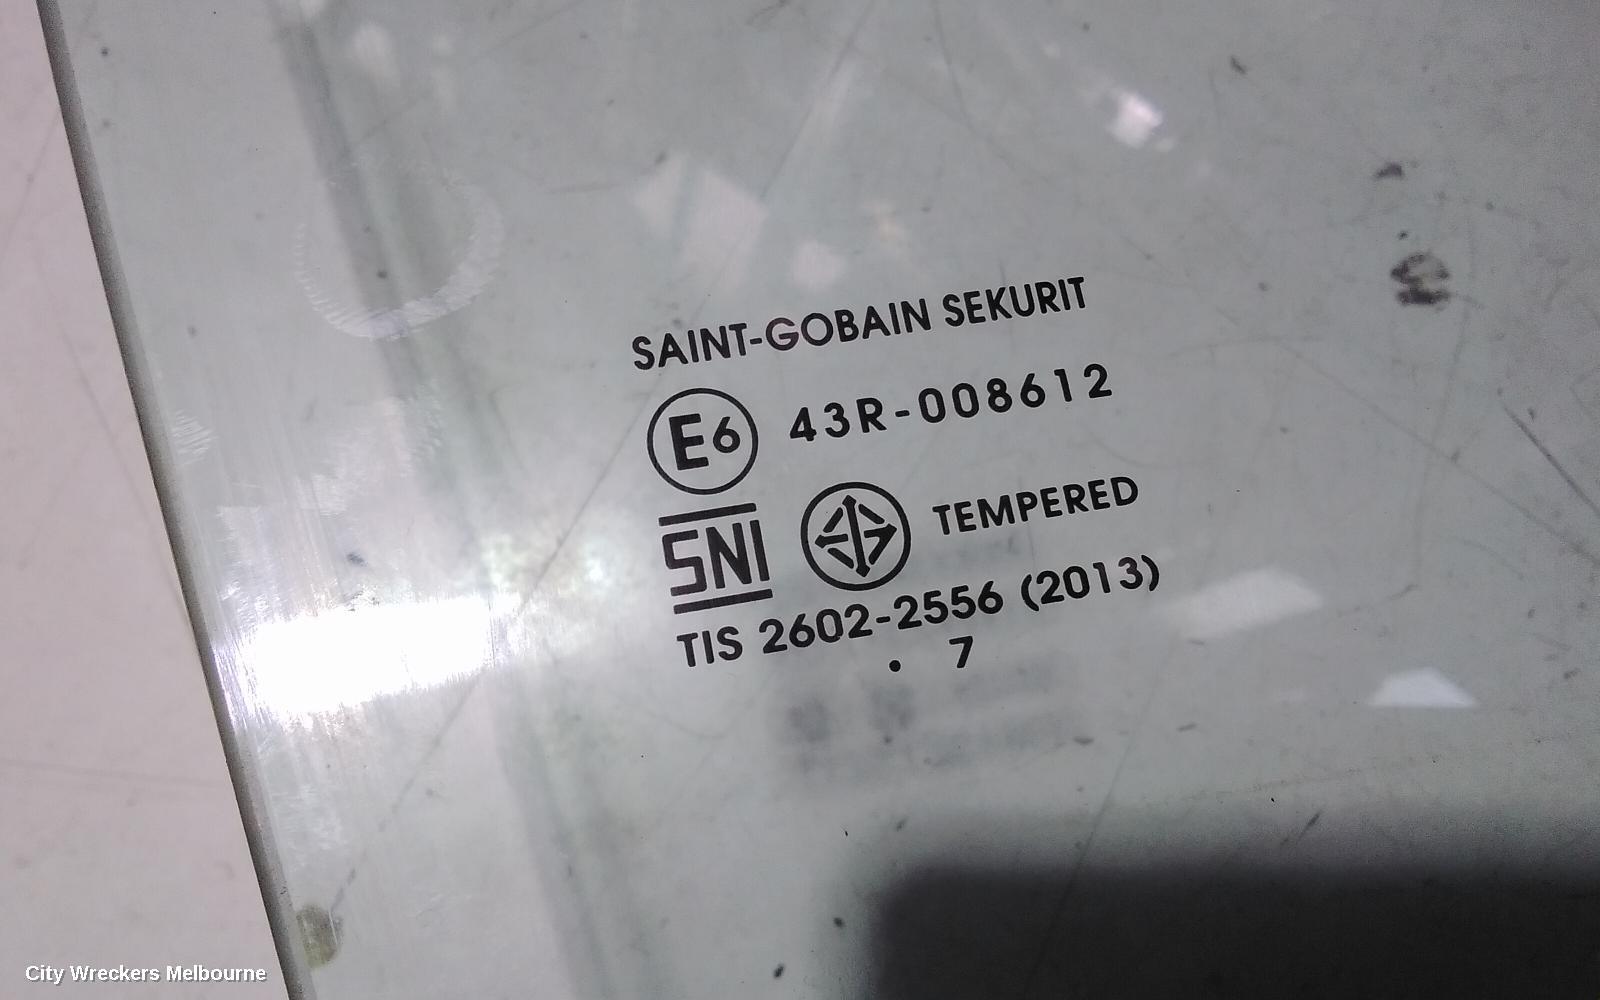 SAINT-GOBAIN SEKURIT
E6 43R-008612
SNI TEMPERED
TIS 2602-2556 (2013)
. 7
City Wreckers Melbourne